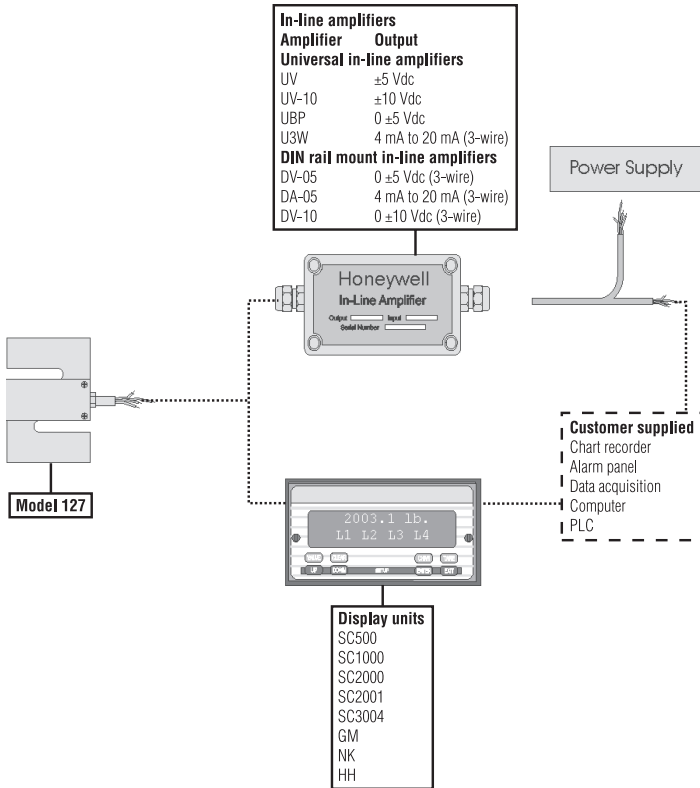 In-line amplifiers
Amplifier Output
Universal in-line amplifiers
UV ±5 Vdc
UV-10 ±10 Vdc
UBP 0 ±5 Vdc
U3W 4 mA to 20 mA (3-wire)
DIN rail mount in-line amplifiers
DV-05 0 ±5 Vdc (3-wire)
DA-05 4 mA to 20 mA (3-wire)
DV-10 0 ±10 Vdc (3-wire)
Power Supply
Honeywell
In-Line Amplifier
Output Input
Serial Number
Model 127
Customer supplied
Chart recorder
Alarm panel
Data acquisition
Computer
PLC
2003.1 lb.
L1 L2 L3 L4
CLEAR
UP DOWN SETUP ENTER EXIT
Display units
SC500
SC1000
SC2000
SC2001
SC3004
GM
NK
HH